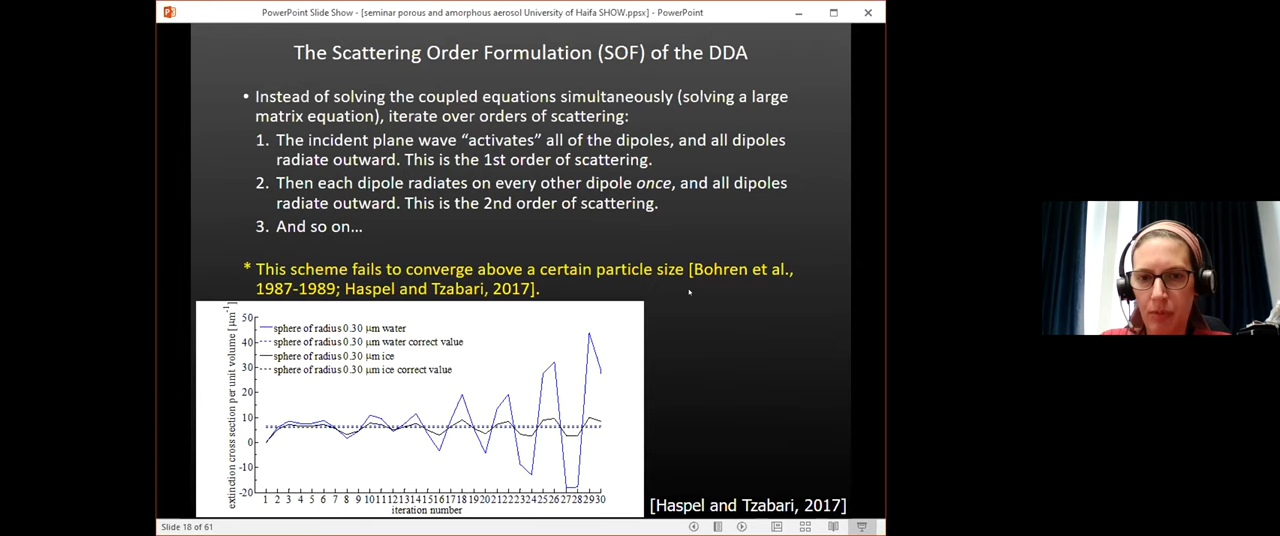 PowerPoint Slide Show - [seminar porous and amorphous aerosol University of Haifa SHOW.ppsx] - PowerPoint
The Scattering Order Formulation (SOF) of the DDA
• Instead of solving the coupled equations simultaneously (solving a large
matrix equation), iterate over orders of scattering:
1. The incident plane wave “activates” all of the dipoles, and all dipoles
radiate outward. This is the 1st order of scattering.
2. Then each dipole radiates on every other dipole once, and all dipoles
radiate outward. This is the 2nd order of scattering.
3. And so on…
* This scheme fails to converge above a certain particle size [Bohren et al.,
1987-1989; Haspel and Tzabari, 2017].
extinction cross section per unit volume [μm⁻¹]
50
40
30
20
10
0
-10
-20
sphere of radius 0.30 μm water
sphere of radius 0.30 μm water correct value
sphere of radius 0.30 μm ice
sphere of radius 0.30 μm ice correct value
1 2 3 4 5 6 7 8 9 10 11 12 13 14 15 16 17 18 19 20 21 22 23 24 25 26 27 28 29 30
iteration number
[Haspel and Tzabari, 2017]
Slide 18 of 61